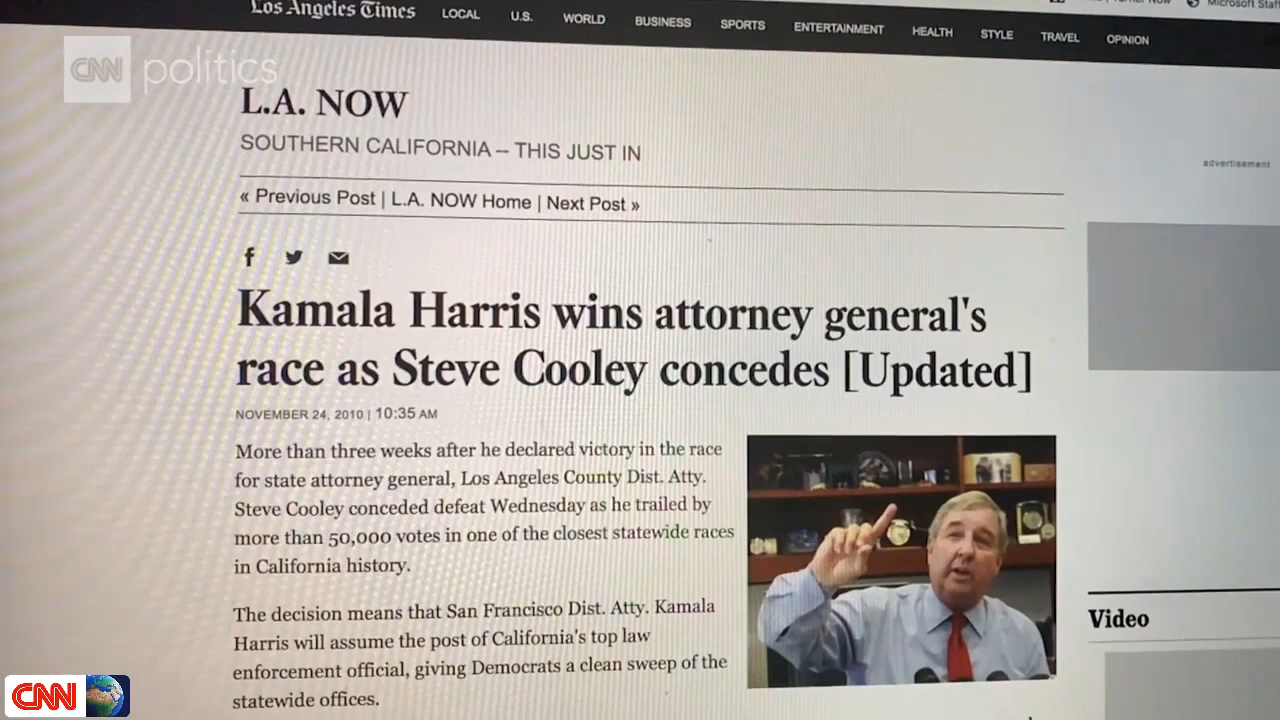 Microsoft Staff
Los Angeles Times LOCAL U.S. WORLD BUSINESS SPORTS ENTERTAINMENT HEALTH STYLE TRAVEL OPINION
CNN politics
L.A. NOW
SOUTHERN CALIFORNIA -- THIS JUST IN
advertisement
« Previous Post | L.A. NOW Home | Next Post »
Kamala Harris wins attorney general's
race as Steve Cooley concedes [Updated]
NOVEMBER 24, 2010 | 10:35 AM
More than three weeks after he declared victory in the race
for state attorney general, Los Angeles County Dist. Atty.
Steve Cooley conceded defeat Wednesday as he trailed by
more than 50,000 votes in one of the closest statewide races
in California history.
The decision means that San Francisco Dist. Atty. Kamala
Harris will assume the post of California's top law
enforcement official, giving Democrats a clean sweep of the
statewide offices.
Video
CNN